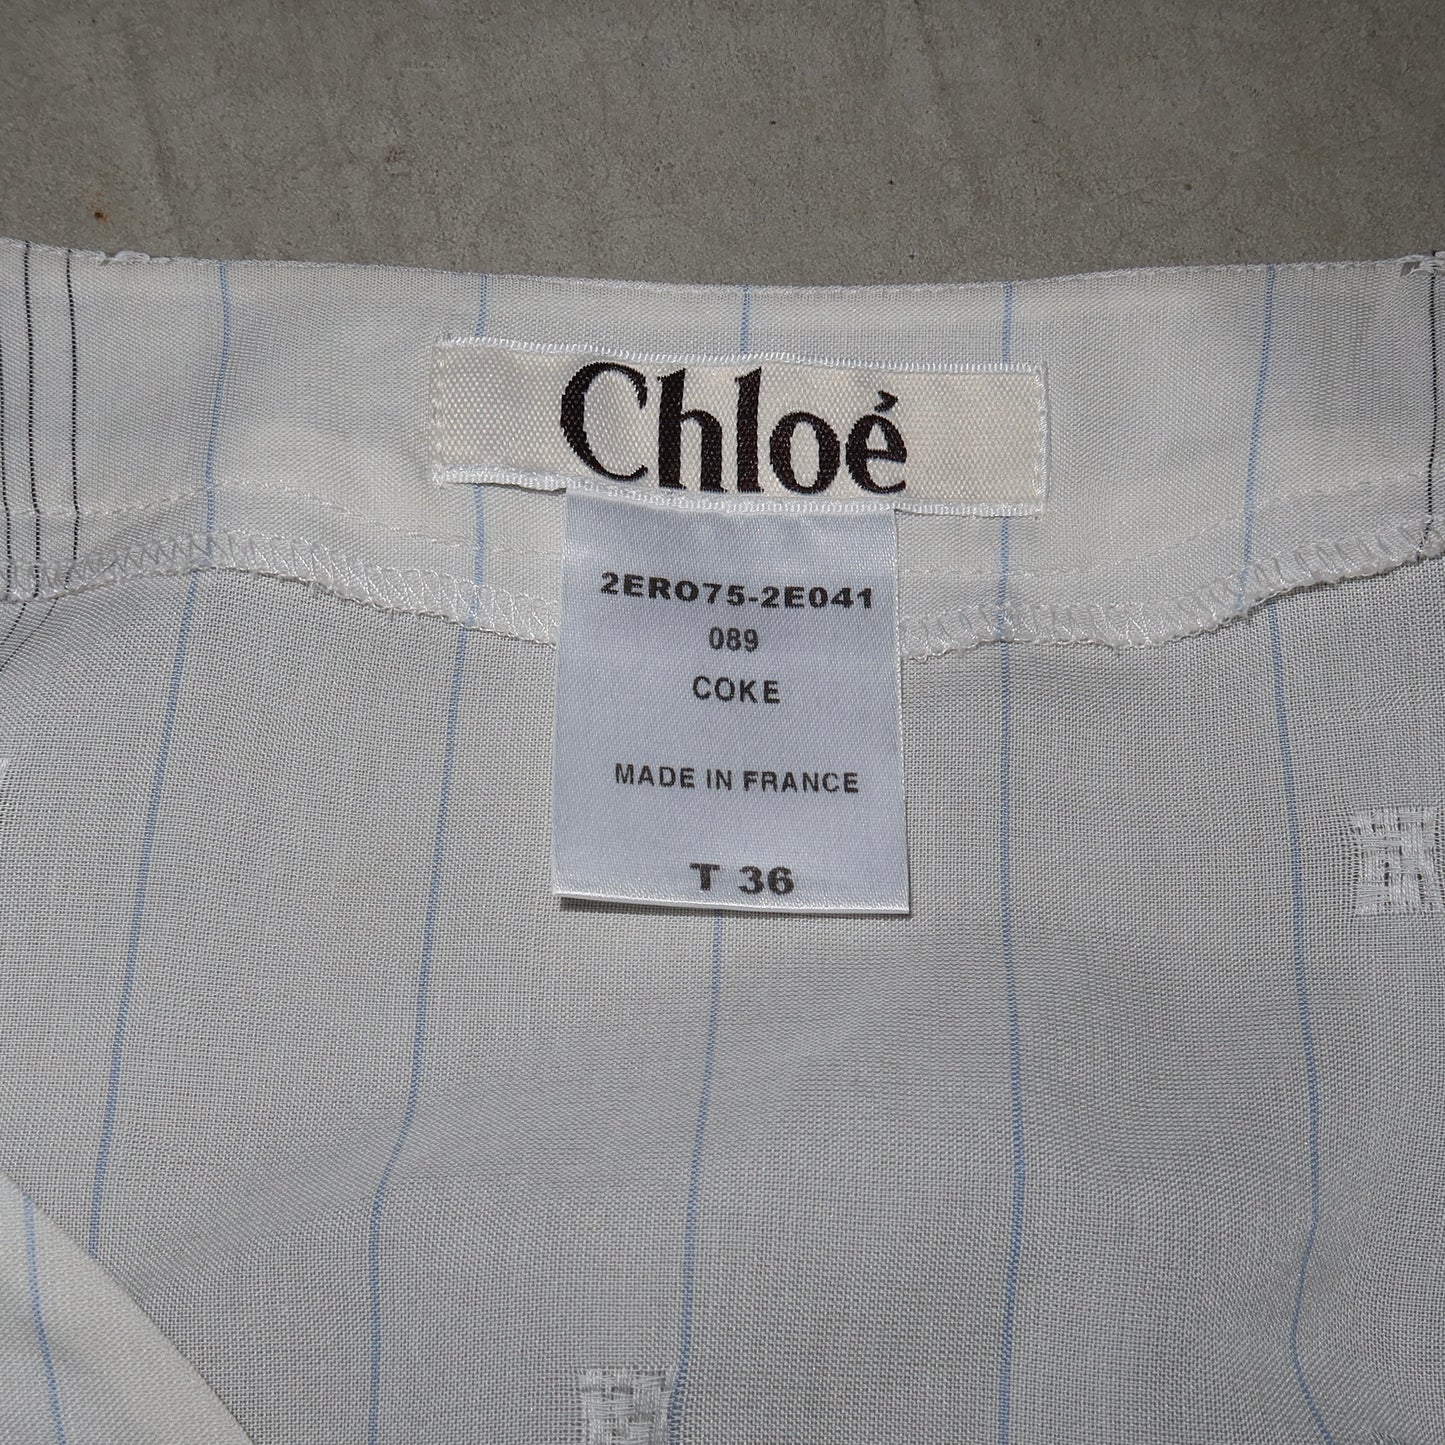 Chloé
2ERO75-2E041
089
COKE
MADE IN FRANCE
T 36